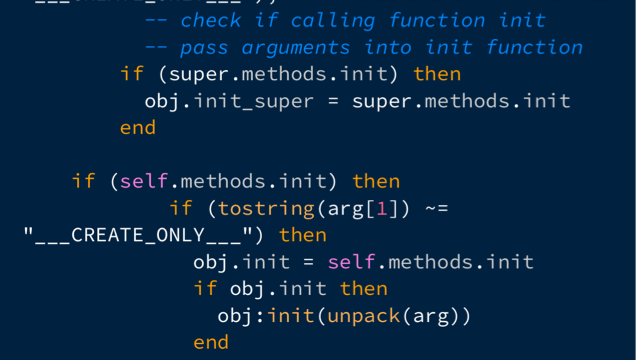 -- check if calling function init
-- pass arguments into init function
if (super.methods.init) then
obj.init_super = super.methods.init
end
if (self.methods.init) then
if (tostring(arg[1]) ~=
"___CREATE_ONLY___") then
obj.init = self.methods.init
if obj.init then
obj:init(unpack(arg))
end